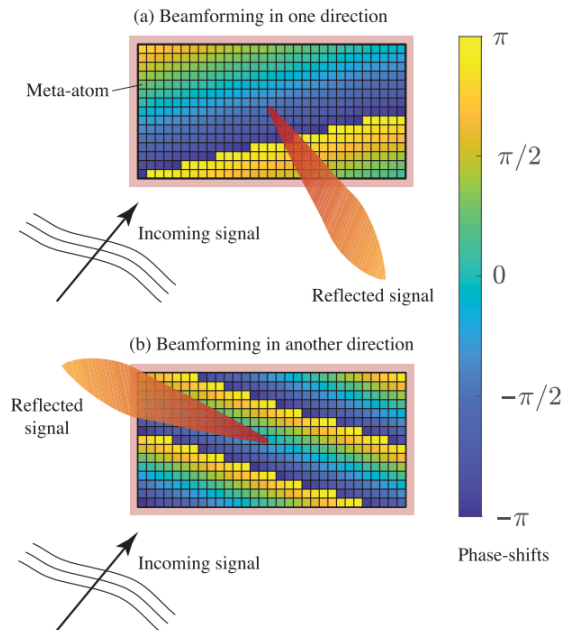 (a) Beamforming in one direction
Meta-atom
Incoming signal
Reflected signal
(b) Beamforming in another direction
Reflected
signal
Incoming signal
π
π/2
0
−π/2
−π
Phase-shifts